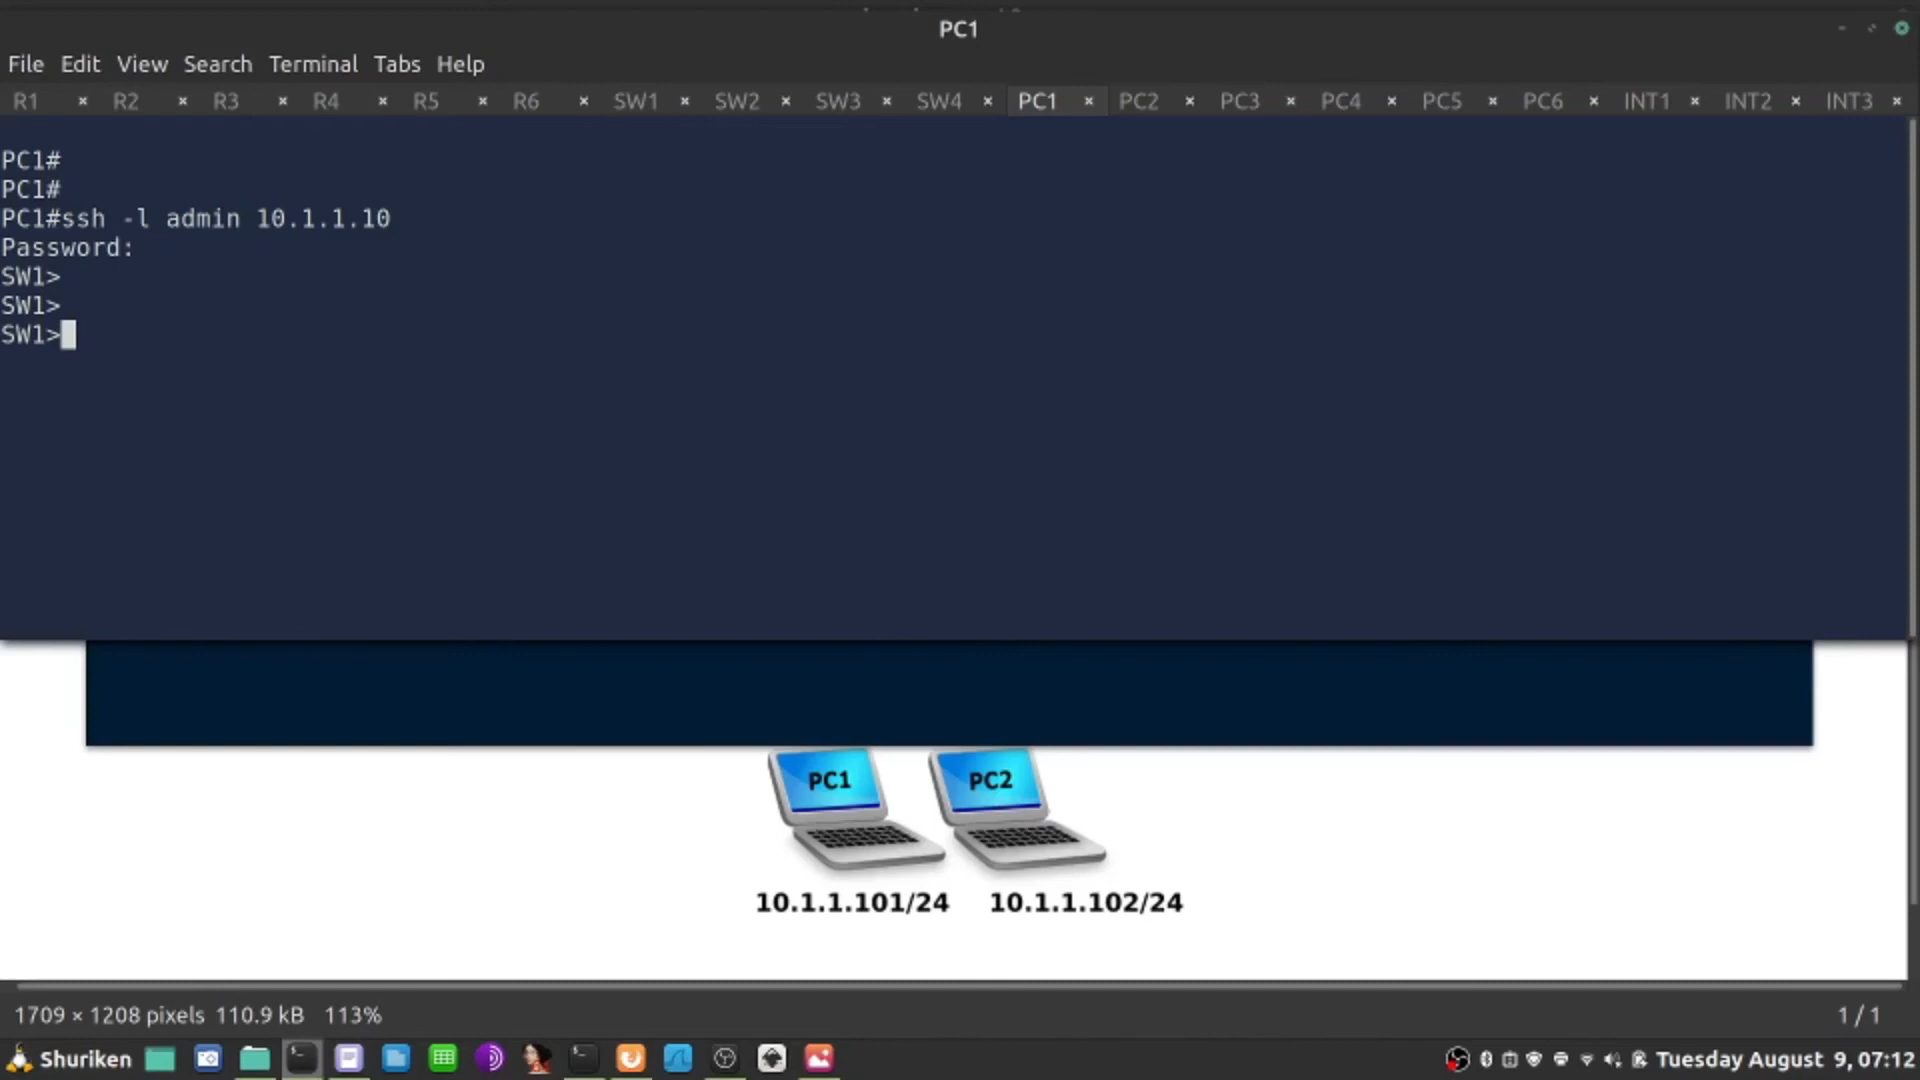 PC1
File Edit View Search Terminal Tabs Help
R1 × R2 × R3 × R4 × R5 × R6 × SW1 × SW2 × SW3 × SW4 × PC1 × PC2 × PC3 × PC4 × PC5 × PC6 × INT1 × INT2 × INT3 ×
PC1#
PC1#
PC1#ssh -l admin 10.1.1.10
Password:
SW1>
SW1>
SW1>
PC1 PC2
10.1.1.101/24 10.1.1.102/24
1709 × 1208 pixels 110.9 kB 113% 1 / 1
Shuriken Tuesday August 9, 07:12